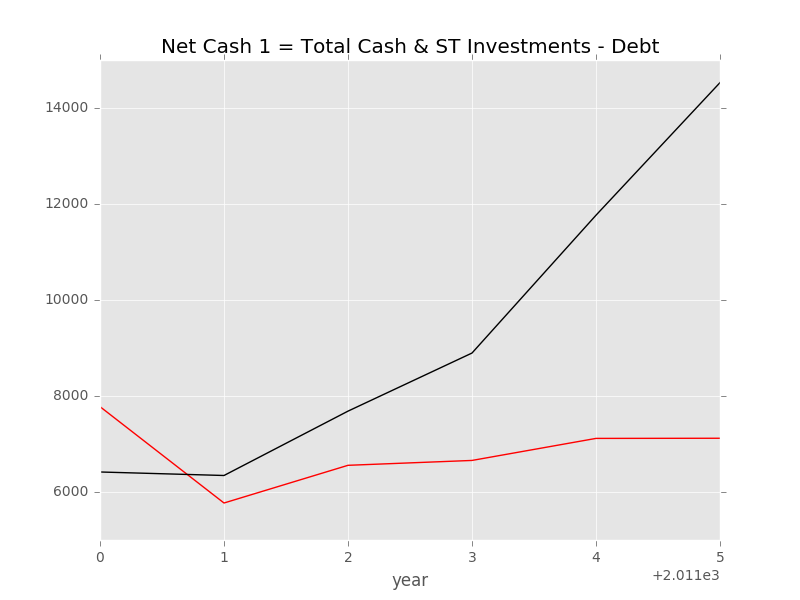 Net Cash 1 = Total Cash & ST Investments - Debt
14000
12000
10000
8000
6000
0 1 2 3 4 5
+2.011e3
year